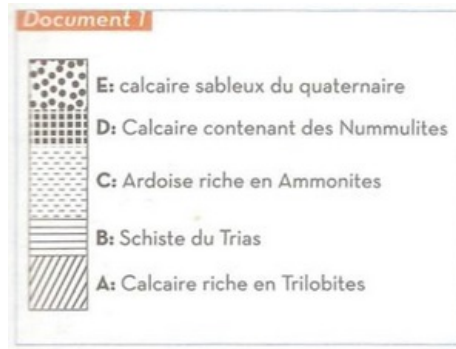 Document 1
E: calcaire sableux du quaternaire
D: Calcaire contenant des Nummulites
C: Ardoise riche en Ammonites
B: Schiste du Trias
A: Calcaire riche en Trilobites